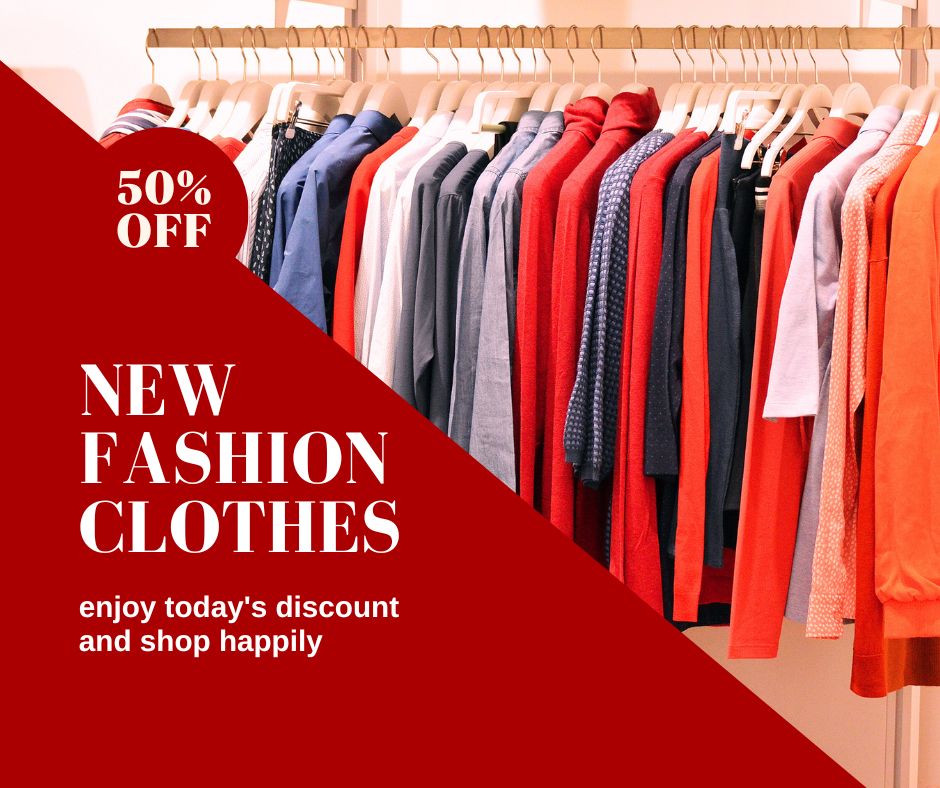 50%
OFF
NEW
FASHION
CLOTHES
enjoy today's discount
and shop happily